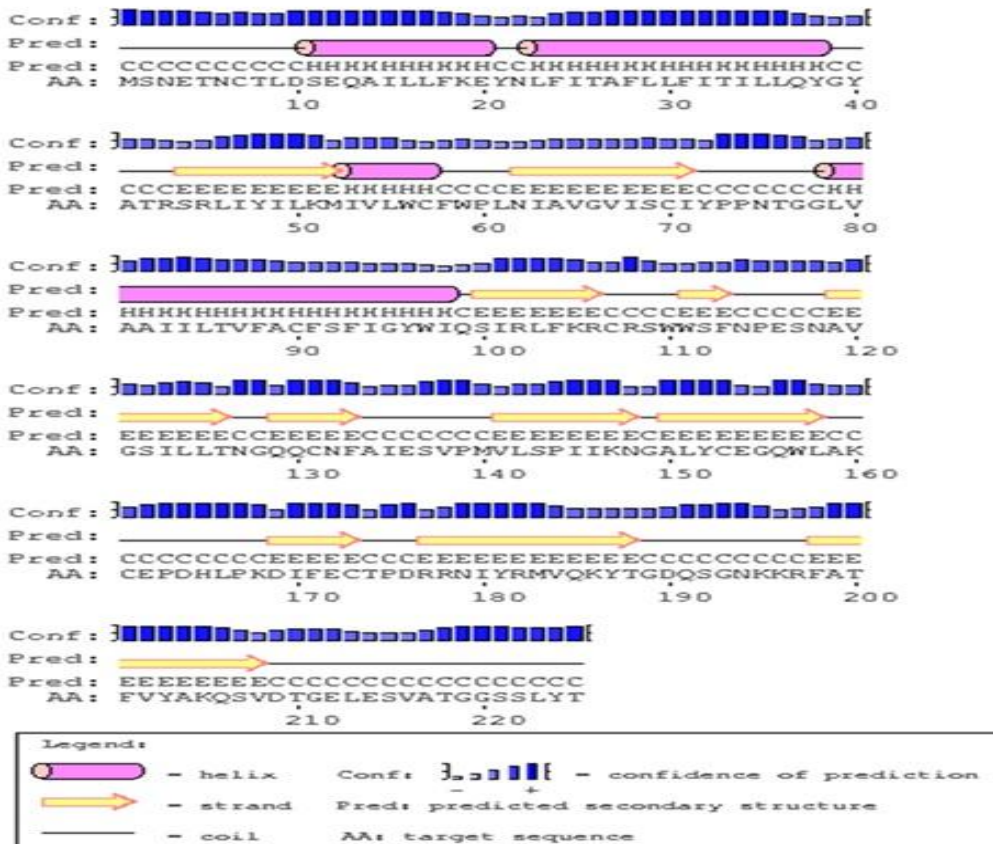 Conf:
Pred:
Pred: CCCCCCCCCCHHHHHHHHHHCCHHHHHHHHHHHHHHHHCC
AA: MSNETNCTLDSEQAILLFKEYNLFITAFLLFITILLQYGY
10 20 30 40
Conf:
Pred:
Pred: CCCEEEEEEEEEHHHHHCCCCEEEEEEEEEECCCCCCCHH
AA: ATRSRLIYILKMIVLWCFWPLNIAVGVISCIYPPNTGGLV
50 60 70 80
Conf:
Pred:
Pred: HHHHHHHHHHHHHHHHHHCEEEEEEECCCCEEECCCCCEE
AA: AAIILTVFACFSFIGYWIQSIRLFKRCRSWWSFNPESNAV
90 100 110 120
Conf:
Pred:
Pred: EEEEEECCEEEEECCCCCCCEEEEEEEECEEEEEEEEECC
AA: GSILLTNGQQCNFAIESVPMVLSPIIKNGALYCEGQWLAK
130 140 150 160
Conf:
Pred:
Pred: CCCCCCCCEEEEECCCEEEEEEEEEEEECCCCCCCCCEEE
AA: CEPDHLPKDIFECTPDRRNIYRMVQKYTGDQSGNKKRFAT
170 180 190 200
Conf:
Pred:
Pred: EEEEEEEECCCCCCCCCCCCCCCCC
AA: FVYAKQSVDTGELESVATGGSSLYT
210 220
Legend:
= helix Conf: - + = confidence of prediction
= strand Pred: predicted secondary structure
= coil AA: target sequence